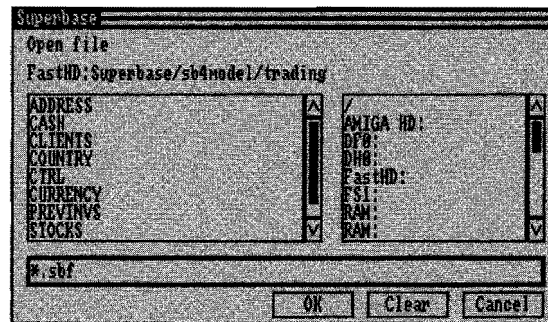 Superbase
Open file
FastHD:Superbase/sb4model/trading
ADDRESS
CASH
CLIENTS
COUNTRY
CTRL
CURRENCY
PREVINVS
STOCKS
/
AMIGA HD:
DF0:
DH0:
FastHD:
FS1:
RAM:
RAM:
*.sbf
OK
Clear
Cancel